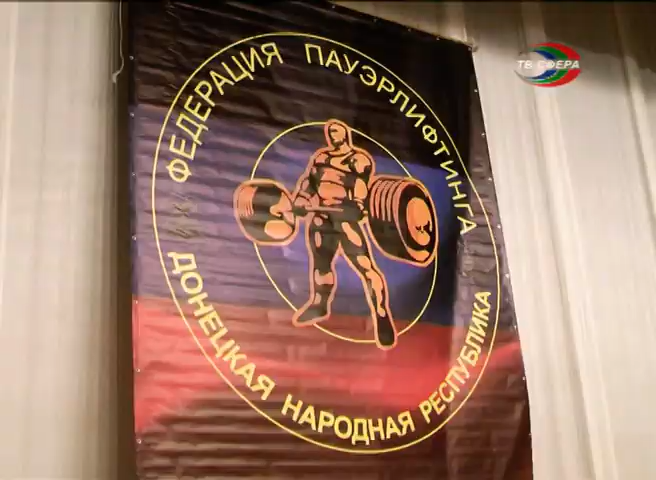 ФЕДЕРАЦИЯ ПАУЭРЛИФТИНГА
ДОНЕЦКАЯ НАРОДНАЯ РЕСПУБЛИКА
ТВ СФЕРА